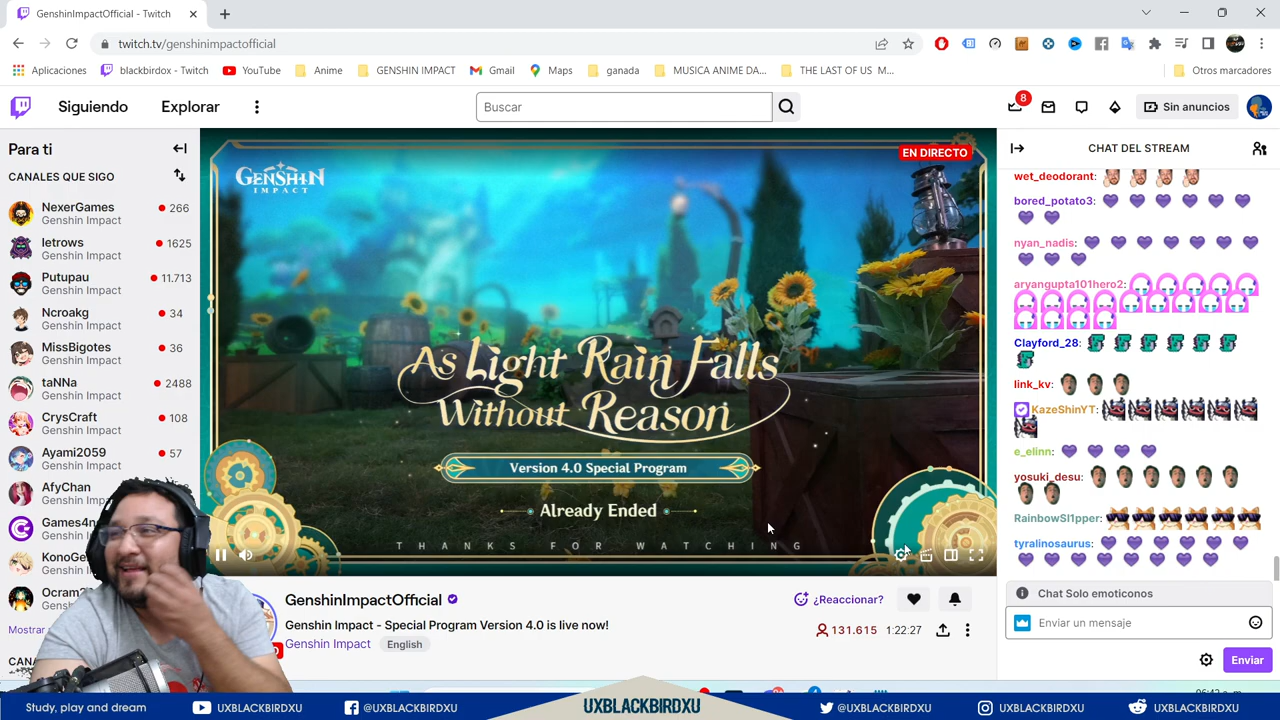 GenshinImpactOfficial - Twitch
twitch.tv/genshinimpactofficial
Aplicaciones
blackbirdox - Twitch
YouTube
Anime
GENSHIN IMPACT
Gmail
Maps
ganada
MUSICA ANIME DA...
THE LAST OF US M...
Otros marcadores
Siguiendo
Explorar
Buscar
8
Sin anuncios
Para ti
CANALES QUE SIGO
NexerGames
266
Genshin Impact
letrows
1625
Genshin Impact
Putupau
11.713
Genshin Impact
Ncroakg
34
Genshin Impact
MissBigotes
36
Genshin Impact
taNNa
2488
Genshin Impact
CrysCraft
108
Genshin Impact
Ayami2059
57
Genshin Impact
AfyChan
Genshin Impa
Games4n
KonoGe
Ocram
Mostrar
GENSHIN
IMPACT
EN DIRECTO
As Light Rain Falls
Without Reason
Version 4.0 Special Program
Already Ended
THANKS FOR WATCHING
GenshinImpactOfficial
Genshin Impact - Special Program Version 4.0 is live now!
Genshin Impact
English
¿Reaccionar?
131.615
1:22:27
CHAT DEL STREAM
wet_deodorant:
bored_potato3:
nyan_nadis:
aryangupta101hero2:
Clayford_28:
link_kv:
KazeShinYT:
e_elinn:
yosuki_desu:
RainbowSl1pper:
tyralinosaurus:
Chat Solo emoticonos
Enviar un mensaje
Enviar
Study, play and dream
UXBLACKBIRDXU
@UXBLACKBIRDXU
UXBLACKBIRDXU
@UXBLACKBIRDXU
UXBLACKBIRDXU
UXBLACKBIRDXU